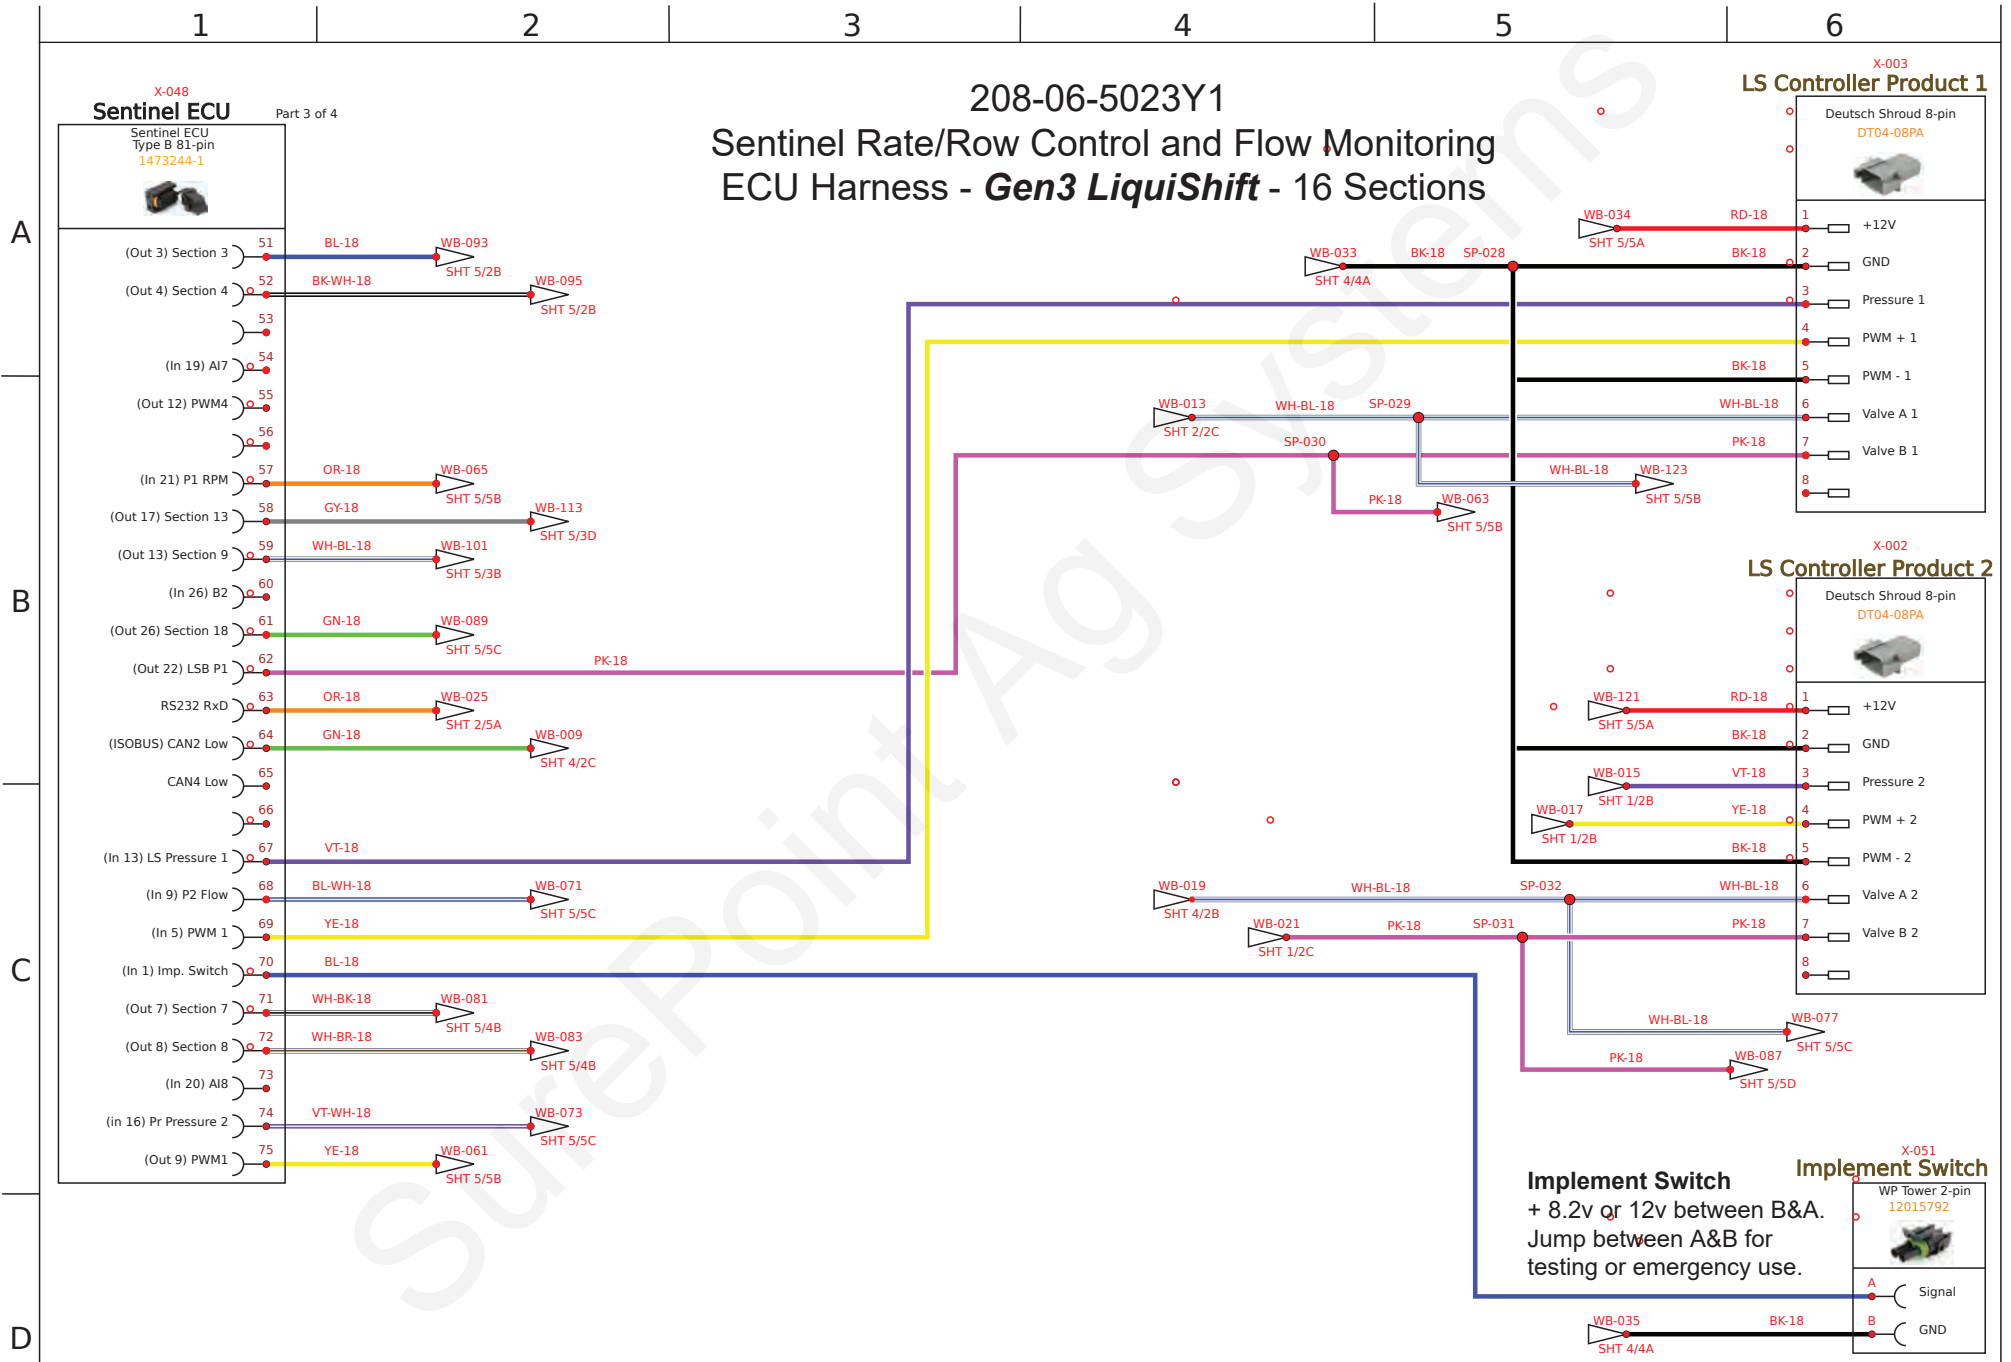 1 2 3 4 5 6
A
B
C
D
208-06-5023Y1
Sentinel Rate/Row Control and Flow Monitoring
ECU Harness - Gen3 LiquiShift - 16 Sections
X-048
Sentinel ECU
Part 3 of 4
Sentinel ECU
Type B 81-pin
1473244-1
(Out 3) Section 3 51 BL-18 WB-093
SHT 5/2B
(Out 4) Section 4 52 BK-WH-18 WB-095
SHT 5/2B
53
(In 19) AI7 54
(Out 12) PWM4 55
56
(In 21) P1 RPM 57 OR-18 WB-065
SHT 5/5B
(Out 17) Section 13 58 GY-18 WB-113
SHT 5/3D
(Out 13) Section 9 59 WH-BL-18 WB-101
SHT 5/3B
(In 26) B2 60
(Out 26) Section 18 61 GN-18 WB-089
SHT 5/5C
(Out 22) LSB P1 62 PK-18
RS232 RxD 63 OR-18 WB-025
SHT 2/5A
(ISOBUS) CAN2 Low 64 GN-18 WB-009
SHT 4/2C
CAN4 Low 65
66
(In 13) LS Pressure 1 67 VT-18
(In 9) P2 Flow 68 BL-WH-18 WB-071
SHT 5/5C
(In 5) PWM 1 69 YE-18
(In 1) Imp. Switch 70 BL-18
(Out 7) Section 7 71 WH-BK-18 WB-081
SHT 5/4B
(Out 8) Section 8 72 WH-BR-18 WB-083
SHT 5/4B
(In 20) AI8 73
(in 16) Pr Pressure 2 74 VT-WH-18 WB-073
SHT 5/5C
(Out 9) PWM1 75 YE-18 WB-061
SHT 5/5B
X-003
LS Controller Product 1
Deutsch Shroud 8-pin
DT04-08PA
WB-034 RD-18 1 +12V
SHT 5/5A
WB-033 BK-18 SP-028 BK-18 2 GND
SHT 4/4A
3 Pressure 1
4 PWM + 1
BK-18 5 PWM - 1
WB-013 WH-BL-18 SP-029 WH-BL-18 6 Valve A 1
SHT 2/2C
SP-030 PK-18 7 Valve B 1
WH-BL-18 WB-123 8
SHT 5/5B
PK-18 WB-063
SHT 5/5B
X-002
LS Controller Product 2
Deutsch Shroud 8-pin
DT04-08PA
WB-121 RD-18 1 +12V
SHT 5/5A
BK-18 2 GND
WB-015 VT-18 3 Pressure 2
SHT 1/2B
WB-017 YE-18 4 PWM + 2
SHT 1/2B
BK-18 5 PWM - 2
WB-019 WH-BL-18 SP-032 WH-BL-18 6 Valve A 2
SHT 4/2B
WB-021 PK-18 SP-031 PK-18 7 Valve B 2
SHT 1/2C
8
WH-BL-18 WB-077
SHT 5/5C
PK-18 WB-087
SHT 5/5D
X-051
Implement Switch
WP Tower 2-pin
12015792
Implement Switch
+ 8.2v or 12v between B&A.
Jump between A&B for
testing or emergency use.
A Signal
WB-035 BK-18 B GND
SHT 4/4A
SurePoint Ag Systems